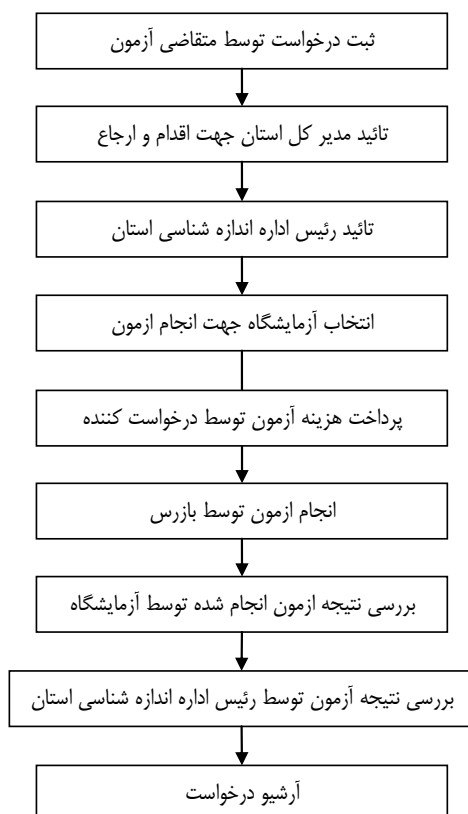 ثبت درخواست توسط متقاضی آزمون
تائید مدیر کل استان جهت اقدام و ارجاع
تائید رئیس اداره اندازه شناسی استان
انتخاب آزمایشگاه جهت انجام ازمون
پرداخت هزینه آزمون توسط درخواست کننده
انجام ازمون توسط بازرس
بررسی نتیجه ازمون انجام شده توسط آزمایشگاه
بررسی نتیجه آزمون توسط رئیس اداره اندازه شناسی استان
آرشیو درخواست